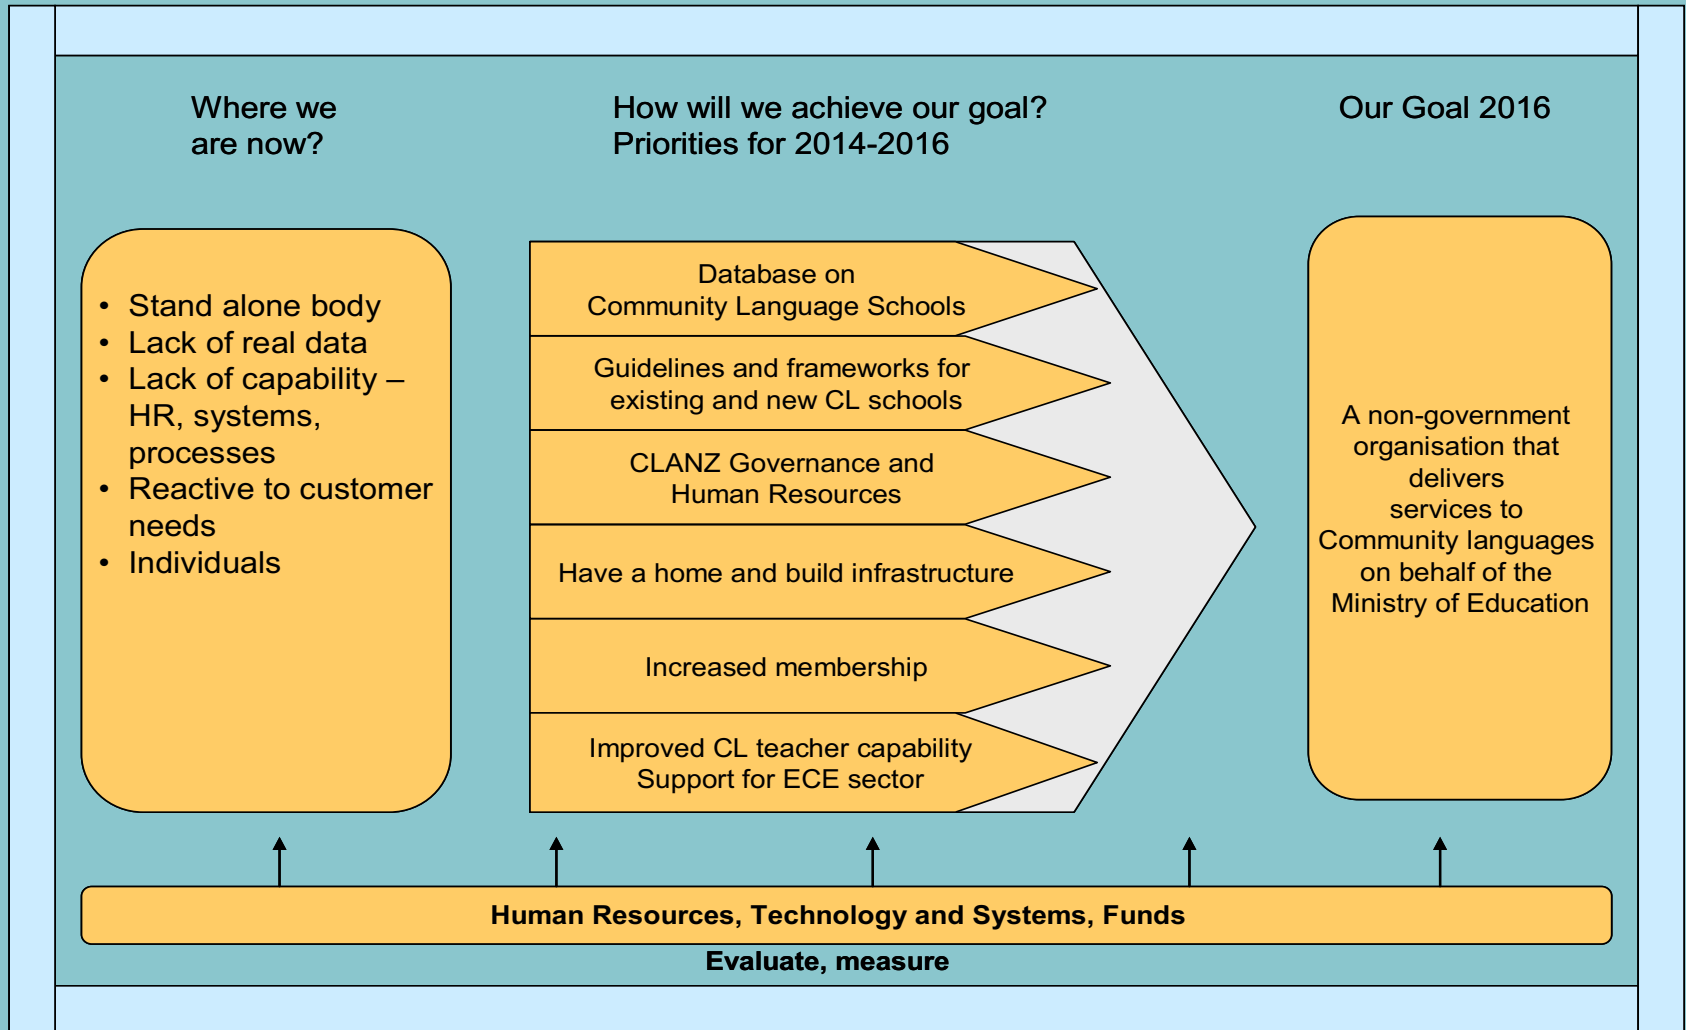 Where we
are now?
How will we achieve our goal?
Priorities for 2014-2016
Our Goal 2016
• Stand alone body
• Lack of real data
• Lack of capability –
HR, systems,
processes
• Reactive to customer
needs
• Individuals
Database on
Community Language Schools
Guidelines and frameworks for
existing and new CL schools
CLANZ Governance and
Human Resources
Have a home and build infrastructure
Increased membership
Improved CL teacher capability
Support for ECE sector
A non-government
organisation that
delivers
services to
Community languages
on behalf of the
Ministry of Education
Human Resources, Technology and Systems, Funds
Evaluate, measure